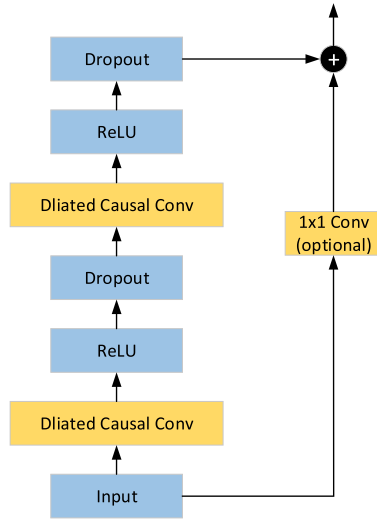 Dropout
+
ReLU
Dliated Causal Conv
1x1 Conv
(optional)
Dropout
ReLU
Dliated Causal Conv
Input